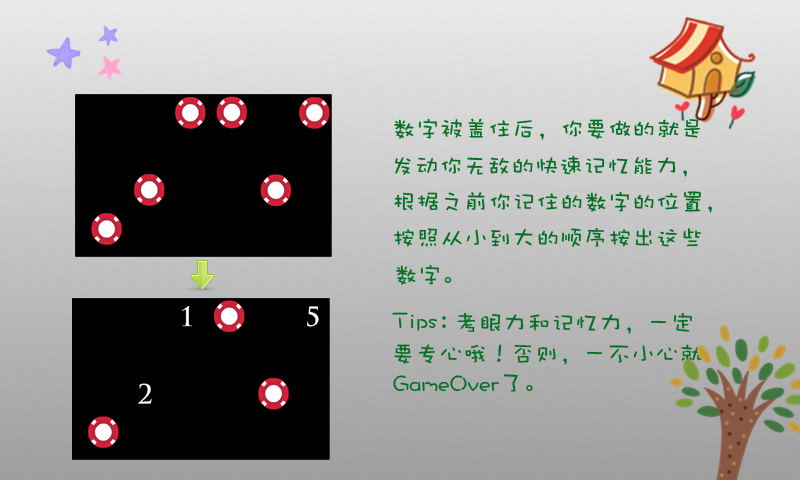 数字被盖住后，你要做的就是
发动你无敌的快速记忆能力，
根据之前你记住的数字的位置，
按照从小到大的顺序按出这些
数字。
1 5
2
Tips：考眼力和记忆力，一定
要专心哦！否则，一不小心就
GameOver了。